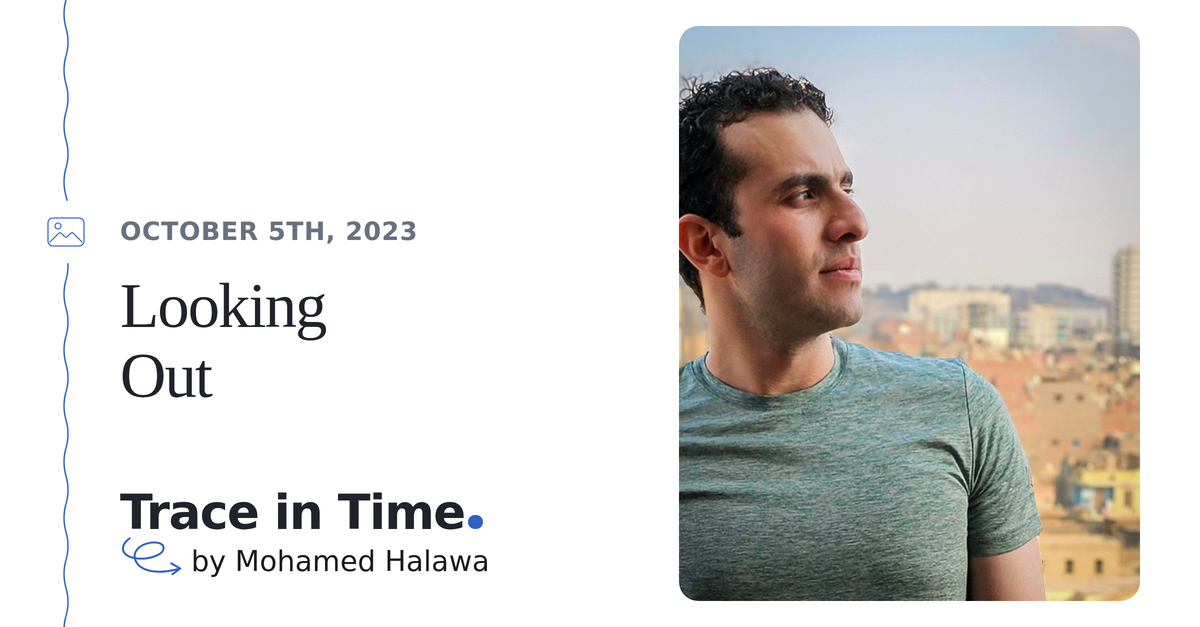 OCTOBER 5TH, 2023
Looking
Out
Trace in Time.
by Mohamed Halawa